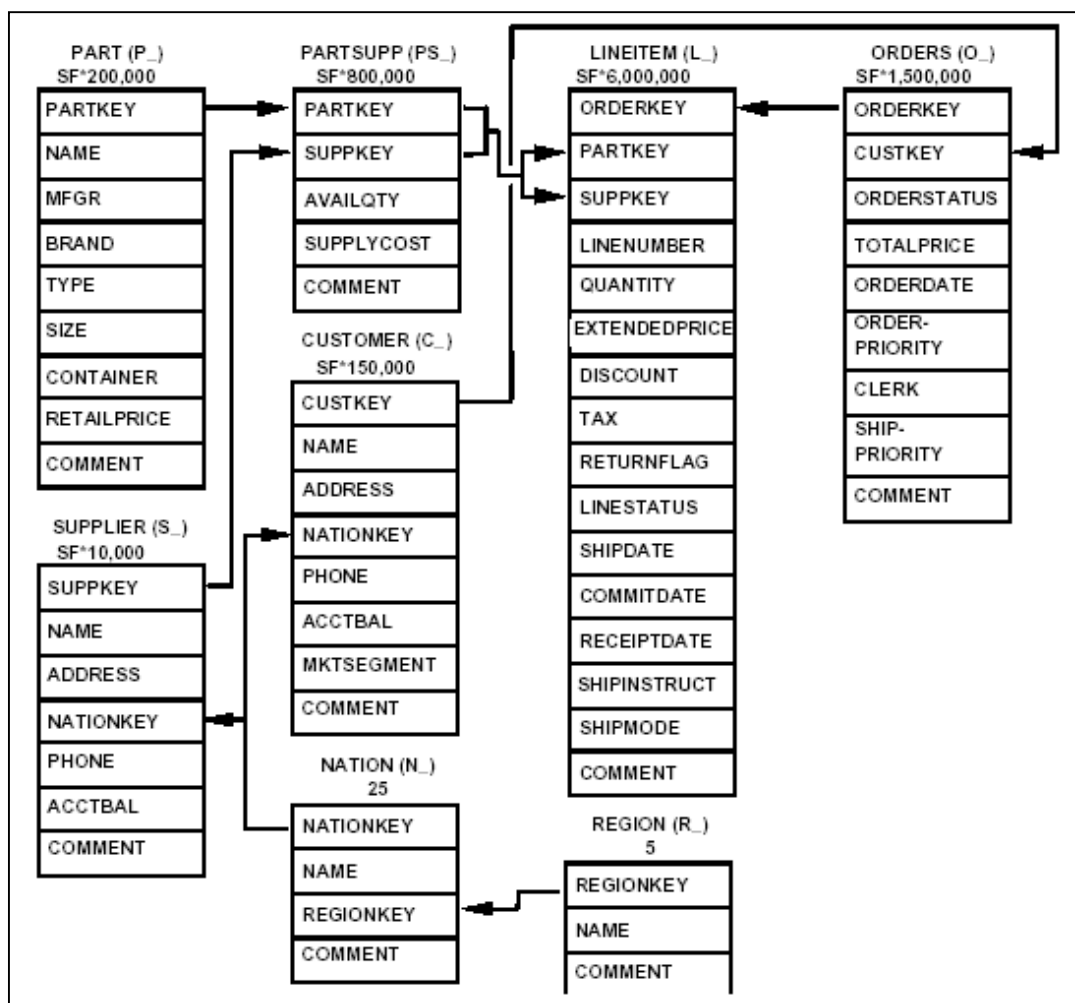 PART (P_)
SF*200,000
PARTKEY
NAME
MFGR
BRAND
TYPE
SIZE
CONTAINER
RETAILPRICE
COMMENT
SUPPLIER (S_)
SF*10,000
SUPPKEY
NAME
ADDRESS
NATIONKEY
PHONE
ACCTBAL
COMMENT
PARTSUPP (PS_)
SF*800,000
PARTKEY
SUPPKEY
AVAILQTY
SUPPLYCOST
COMMENT
CUSTOMER (C_)
SF*150,000
CUSTKEY
NAME
ADDRESS
NATIONKEY
PHONE
ACCTBAL
MKTSEGMENT
COMMENT
NATION (N_)
25
NATIONKEY
NAME
REGIONKEY
COMMENT
LINEITEM (L_)
SF*6,000,000
ORDERKEY
PARTKEY
SUPPKEY
LINENUMBER
QUANTITY
EXTENDEDPRICE
DISCOUNT
TAX
RETURNFLAG
LINESTATUS
SHIPDATE
COMMITDATE
RECEIPTDATE
SHIPINSTRUCT
SHIPMODE
COMMENT
REGION (R_)
5
REGIONKEY
NAME
COMMENT
ORDERS (O_)
SF*1,500,000
ORDERKEY
CUSTKEY
ORDERSTATUS
TOTALPRICE
ORDERDATE
ORDER-
PRIORITY
CLERK
SHIP-
PRIORITY
COMMENT